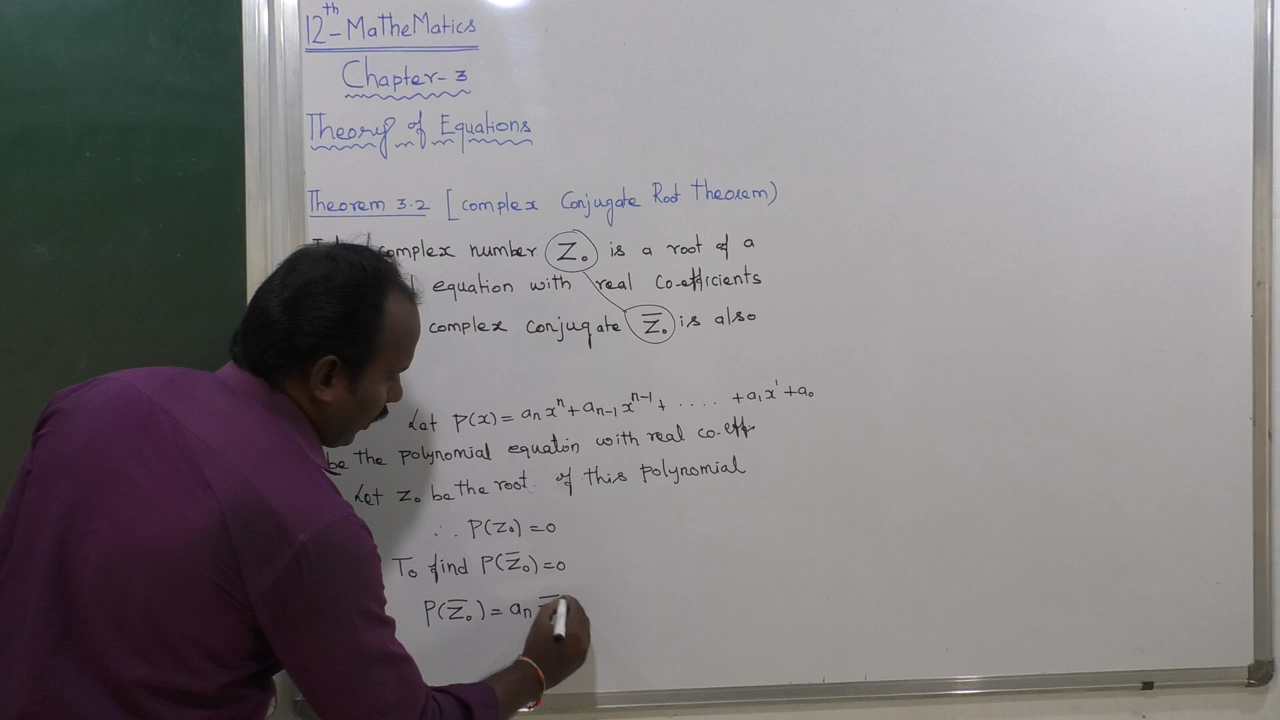 12th - MatheMatics
Chapter - 3
Theory of Equations
Theorem 3.2 [complex Conjugate Root theorem)
complex number Z₀ is a root of a
equation with real Co-efficients
complex conjugate Z̅₀ is also
Let P(x) = aₙxⁿ + aₙ₋₁xⁿ⁻¹ + ..... + a₁x¹ + a₀
be the polynomial equation with real co-eff.
Let z₀ be the root of this polynomial
∴ P(z₀) = 0
To find P(Z̅₀) = 0
P(Z̅₀) = aₙ